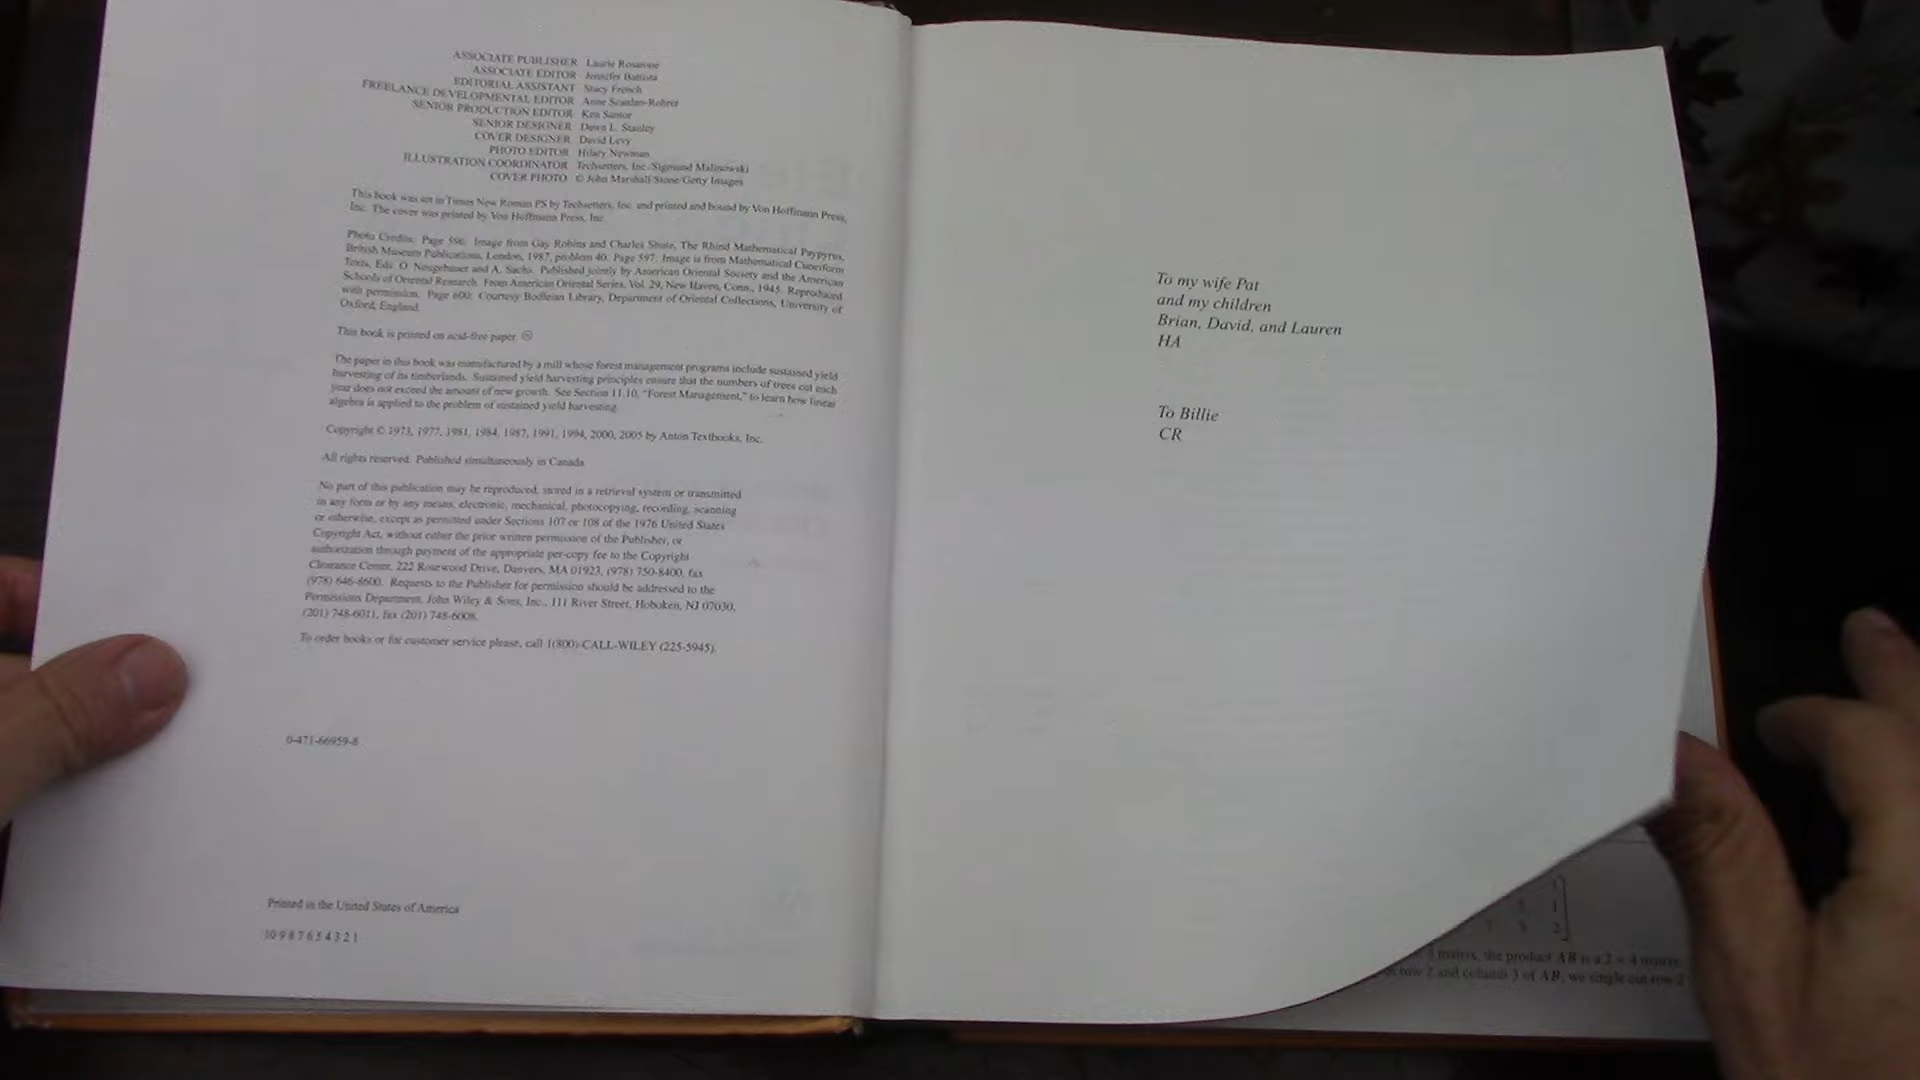 ASSOCIATE PUBLISHER Laurie Rosatone
ASSOCIATE EDITOR Jennifer Battista
EDITORIAL ASSISTANT Stacy French
FREELANCE DEVELOPMENTAL EDITOR Anne Scanlan-Rohrer
SENIOR PRODUCTION EDITOR Ken Santor
SENIOR DESIGNER Dawn L. Stanley
COVER DESIGNER David Levy
PHOTO EDITOR Hilary Newman
ILLUSTRATION COORDINATOR Techsetters, Inc./Sigmund Malinowski
COVER PHOTO © John Marshall/Stone/Getty Images
This book was set in Times New Roman PS by Techsetters, Inc. and printed and bound by Von Hoffmann Press,
Inc. The cover was printed by Von Hoffmann Press, Inc.
Photo Credits: Page 596: Image from Gay Robins and Charles Shute, The Rhind Mathematical Papyrus,
British Museum Publications, London, 1987, problem 40. Page 597: Image is from Mathematical Cuneiform
Texts, Eds. O. Neugebauer and A. Sachs. Published jointly by American Oriental Society and the American
Schools of Oriental Research. From American Oriental Series, Vol. 29, New Haven, Conn., 1945. Reproduced
with permission. Page 600: Courtesy Bodleian Library, Department of Oriental Collections, University of
Oxford, England.
This book is printed on acid-free paper. ∞
The paper in this book was manufactured by a mill whose forest management programs include sustained yield
harvesting of its timberlands. Sustained yield harvesting principles ensure that the numbers of trees cut each
year does not exceed the amount of new growth. See Section 11.10, "Forest Management," to learn how linear
algebra is applied to the problem of sustained yield harvesting.
Copyright © 1973, 1977, 1981, 1984, 1987, 1991, 1994, 2000, 2005 by Anton Textbooks, Inc.
All rights reserved. Published simultaneously in Canada.
No part of this publication may be reproduced, stored in a retrieval system or transmitted
in any form or by any means, electronic, mechanical, photocopying, recording, scanning
or otherwise, except as permitted under Sections 107 or 108 of the 1976 United States
Copyright Act, without either the prior written permission of the Publisher, or
authorization through payment of the appropriate per-copy fee to the Copyright
Clearance Center, 222 Rosewood Drive, Danvers, MA 01923, (978) 750-8400, fax
(978) 646-8600. Requests to the Publisher for permission should be addressed to the
Permissions Department, John Wiley & Sons, Inc., 111 River Street, Hoboken, NJ 07030,
(201) 748-6011, fax (201) 748-6008.
To order books or for customer service please, call 1(800)-CALL-WILEY (225-5945).
0-471-66959-8
Printed in the United States of America
10 9 8 7 6 5 4 3 2 1
To my wife Pat
and my children
Brian, David, and Lauren
HA
To Billie
CR
matrix, the product AB is a 2 × 4 matrix
row 2 and column 3 of AB, we single out row 2